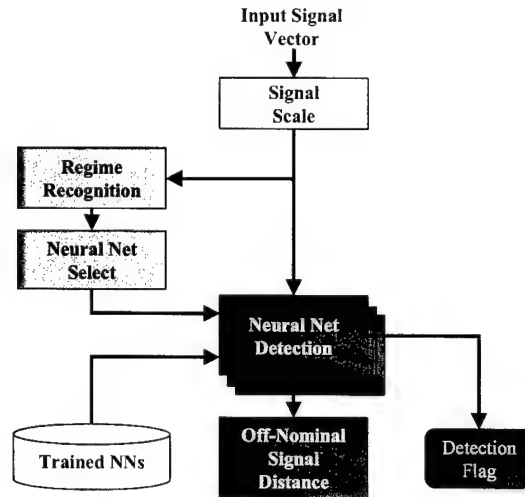 Input Signal
Vector
Signal
Scale
Regime
Recognition
Neural Net
Select
Neural Net
Detection
Trained NNs
Off-Nominal
Signal
Distance
Detection
Flag